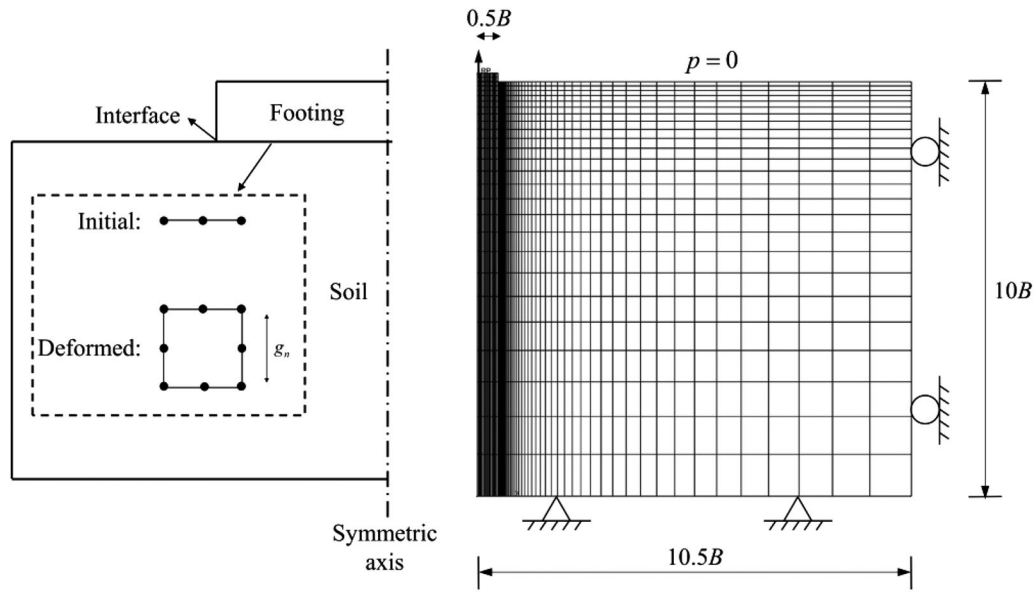 Interface
Footing
Initial:
Soil
Deformed:
gn
Symmetric
axis
0.5B
p = 0
10B
10.5B